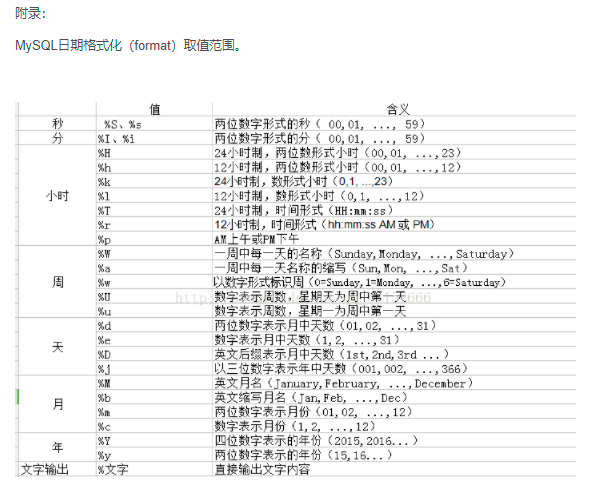 附录：
MySQL日期格式化（format）取值范围。
值 含义
秒 %S、%s 两位数字形式的秒（ 00,01, ..., 59）
分 %I、%i 两位数字形式的分（ 00,01, ..., 59）
小时 %H 24小时制，两位数形式小时（00,01, ...,23）
%h 12小时制，两位数形式小时（00,01, ...,12）
%k 24小时制，数形式小时（0,1, ...,23）
%l 12小时制，数形式小时（0,1, ...,12）
%T 24小时制，时间形式（HH:mm:ss）
%r 12小时制，时间形式（hh:mm:ss AM 或 PM）
%p AM上午或PM下午
周 %W 一周中每一天的名称（Sunday,Monday, ...,Saturday）
%a 一周中每一天名称的缩写（Sun,Mon, ...,Sat）
%w 以数字形式标识周（0=Sunday,1=Monday, ...,6=Saturday）
%U 数字表示周数，星期天为周中第一天
%u 数字表示周数，星期一为周中第一天
天 %d 两位数字表示月中天数（01,02, ...,31）
%e 数字表示月中天数（1,2, ...,31）
%D 英文后缀表示月中天数（1st,2nd,3rd ...）
%j 以三位数字表示年中天数（001,002, ...,366）
月 %M 英文月名（January,February, ...,December）
%b 英文缩写月名（Jan,Feb, ...,Dec）
%m 两位数字表示月份（01,02, ...,12）
%c 数字表示月份（1,2, ...,12）
年 %Y 四位数字表示的年份（2015,2016...）
%y 两位数字表示的年份（15,16...）
文字输出 %文字 直接输出文字内容